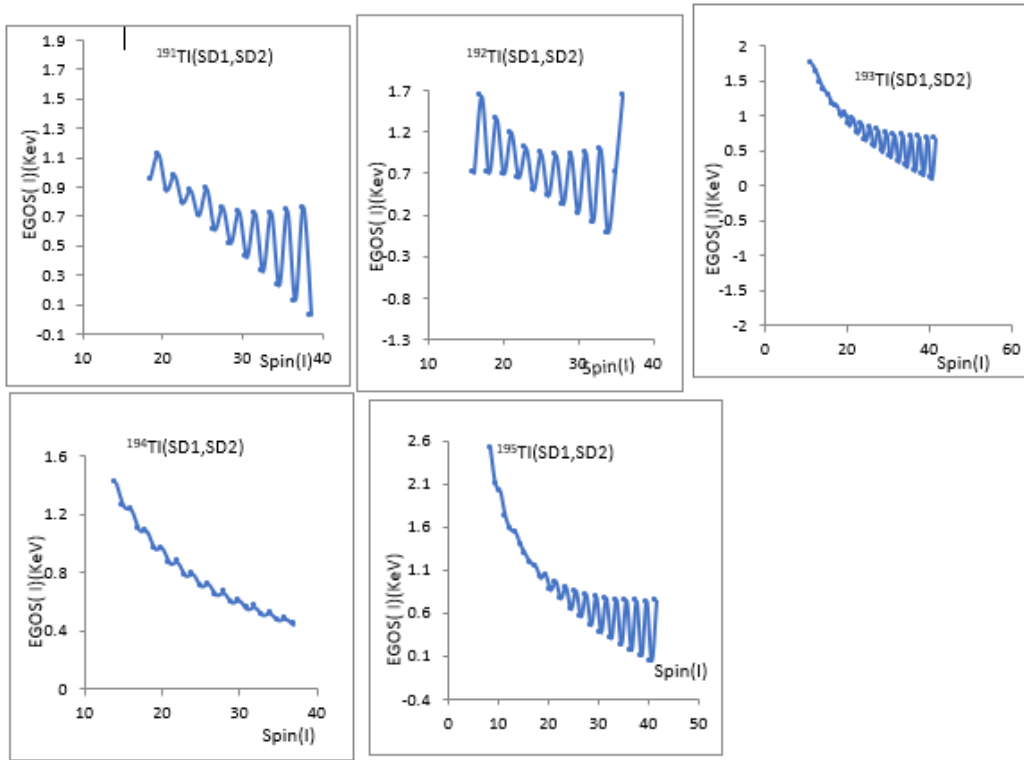 ¹⁹¹TI(SD1,SD2)
EGOS( I)(Kev)
1.9
1.7
1.5
1.3
1.1
0.9
0.7
0.5
0.3
0.1
-0.1
10 20 30 40
Spin(I)
¹⁹²TI(SD1,SD2)
EGOS( I)(Kev)
1.7
1.2
0.7
0.2
-0.3
-0.8
-1.3
10 20 30 40
Spin(I)
¹⁹³TI(SD1,SD2)
EGOS( I)(KeV)
2
1.5
1
0.5
0
-0.5
-1
-1.5
-2
0 20 40 60
Spin(I)
¹⁹⁴TI(SD1,SD2)
EGOS( I)(KeV)
1.6
1.2
0.8
0.4
0
10 20 30 40
Spin(I)
¹⁹⁵TI(SD1,SD2)
EGOS( I)(KeV)
2.6
2.1
1.6
1.1
0.6
0.1
-0.4
0 10 20 30 40 50
Spin(I)